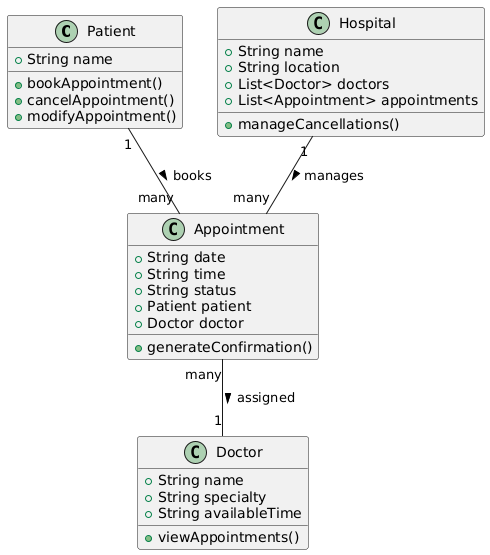 C Patient
String name
bookAppointment()
cancelAppointment()
modifyAppointment()
C Hospital
String name
String location
List<Doctor> doctors
List<Appointment> appointments
manageCancellations()
1
books
many
1
manages
many
C Appointment
String date
String time
String status
Patient patient
Doctor doctor
generateConfirmation()
many
assigned
1
C Doctor
String name
String specialty
String availableTime
viewAppointments()